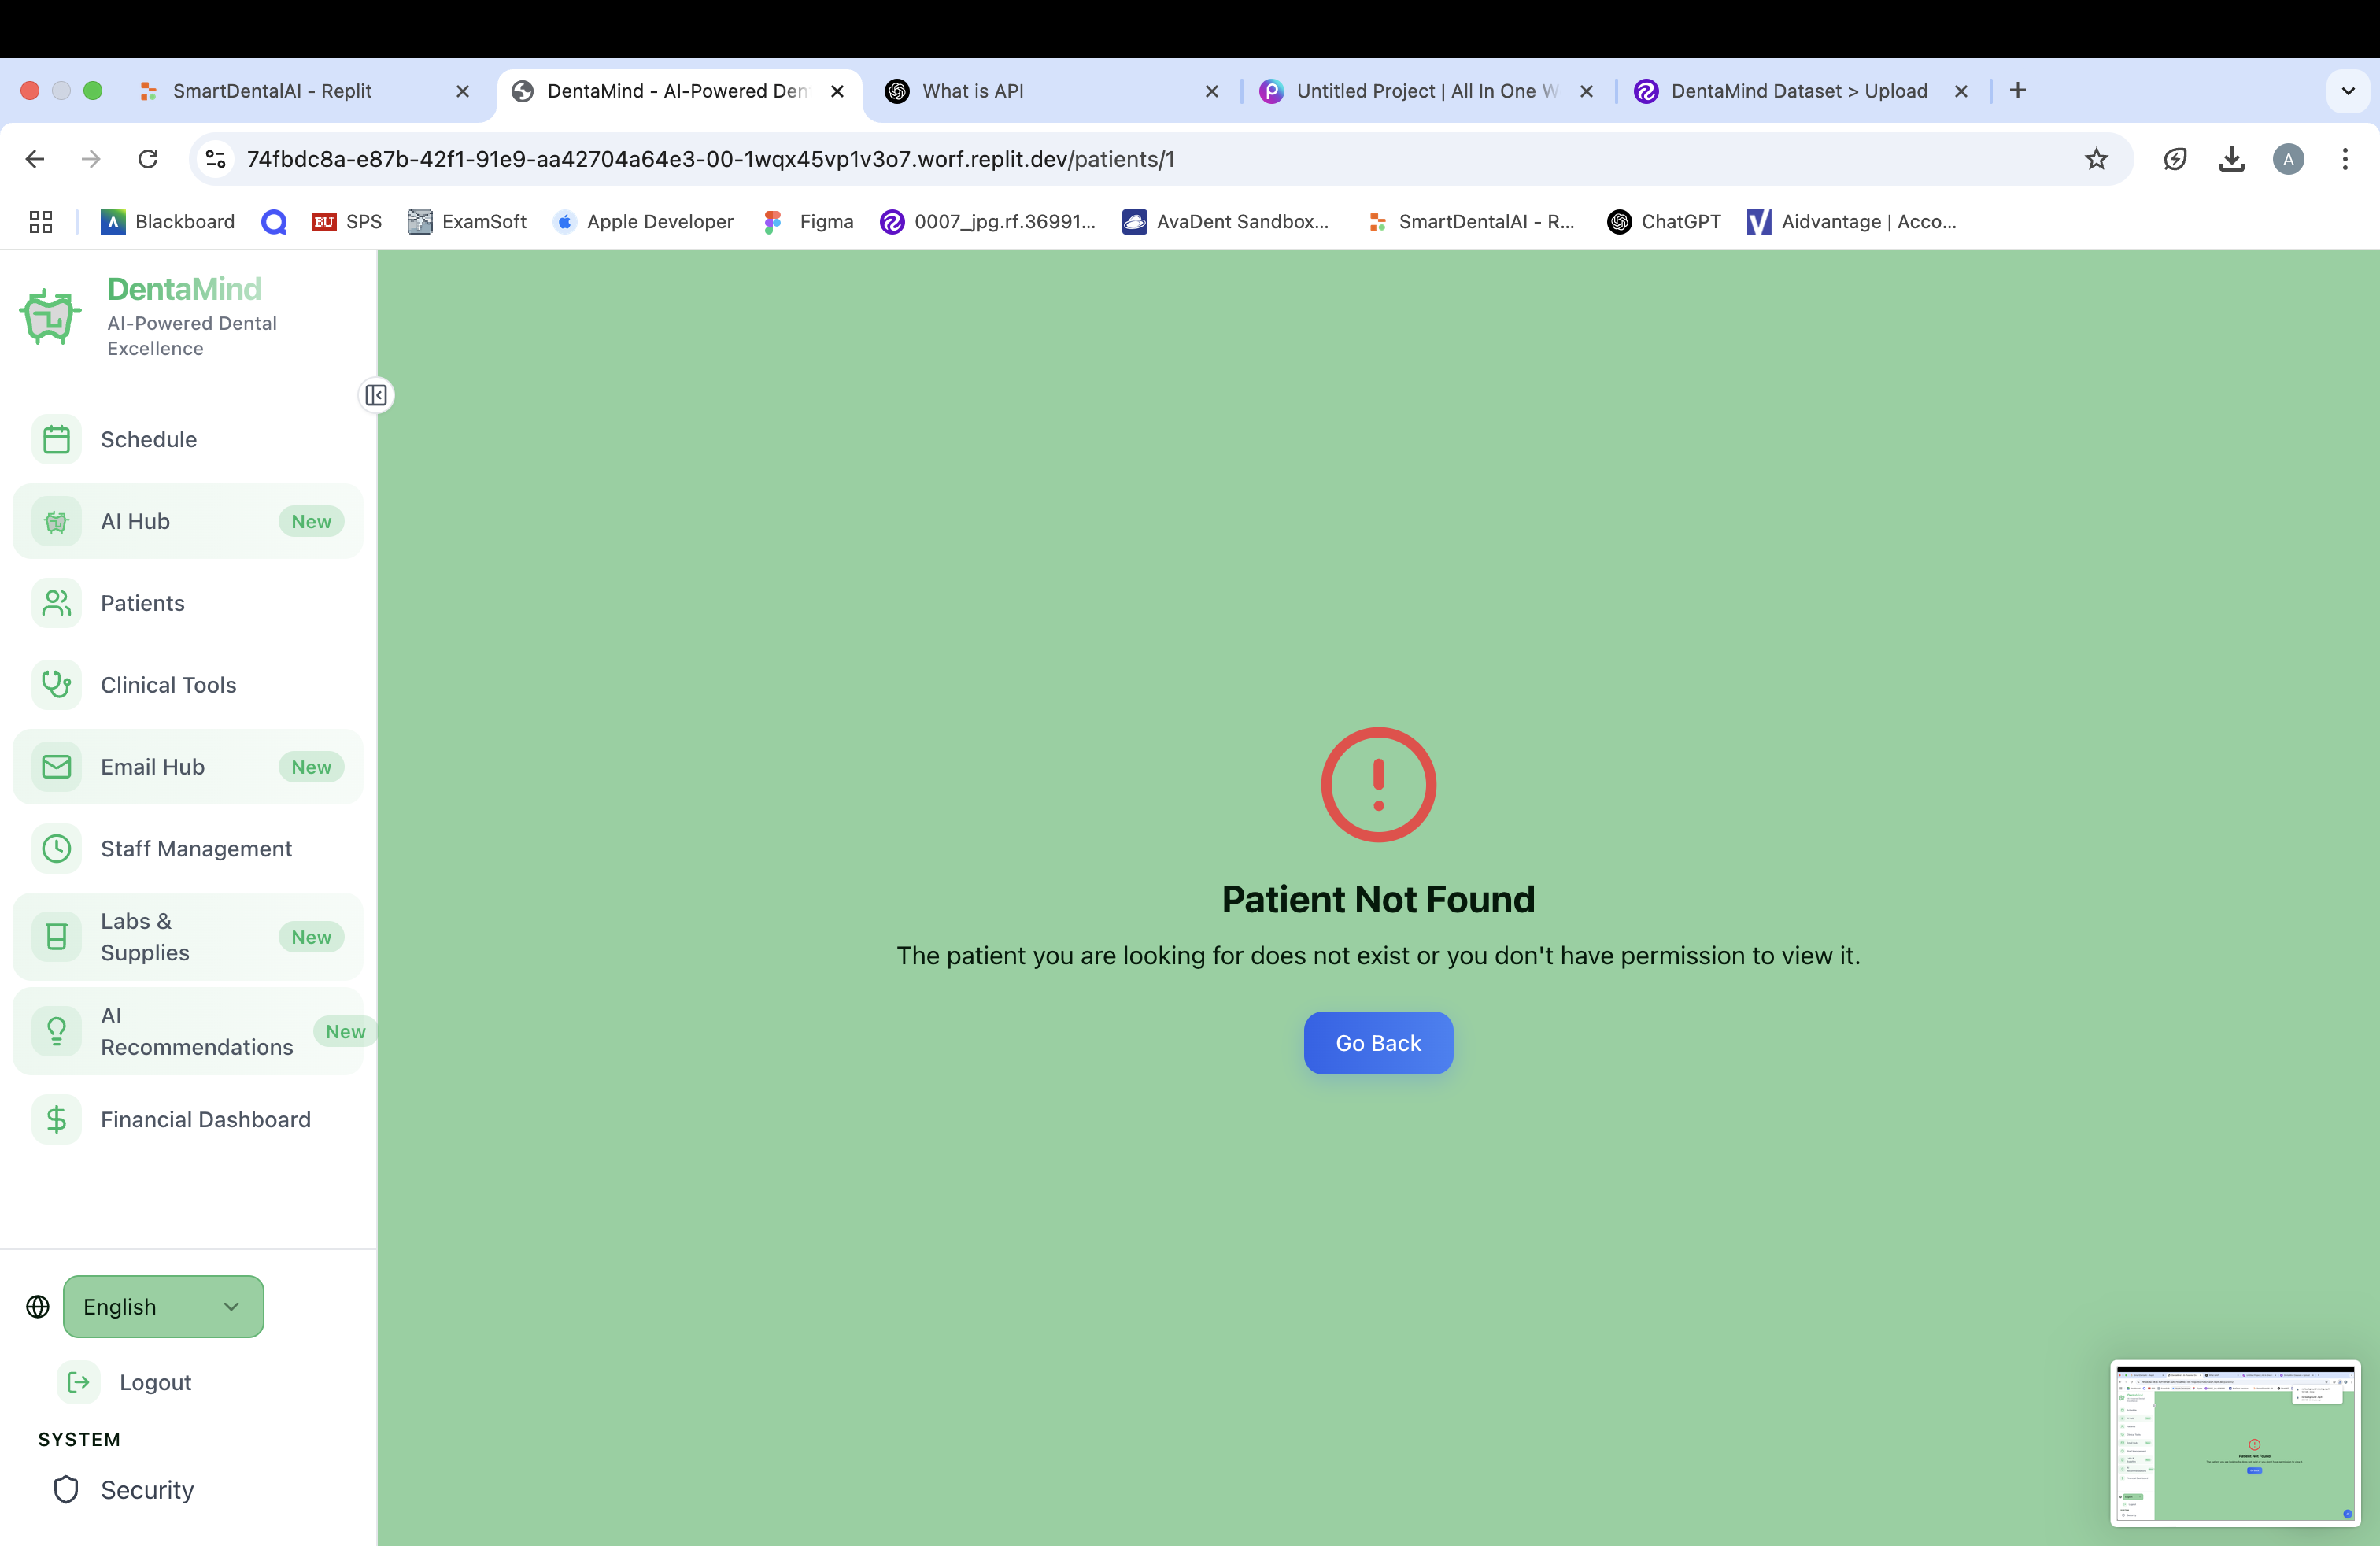 SmartDentalAI - Replit
DentaMind - AI-Powered Den
What is API
Untitled Project | All In One W
DentaMind Dataset > Upload
74fbdc8a-e87b-42f1-91e9-aa42704a64e3-00-1wqx45vp1v3o7.worf.replit.dev/patients/1
A
Blackboard
BU SPS
ExamSoft
Apple Developer
Figma
0007_jpg.rf.36991...
AvaDent Sandbox...
SmartDentalAI - R...
ChatGPT
Aidvantage | Acco...
DentaMind
AI-Powered Dental
Excellence
Schedule
AI Hub New
Patients
Clinical Tools
Email Hub New
Staff Management
Labs &
Supplies New
AI
Recommendations New
Financial Dashboard
English
Logout
SYSTEM
Security
Patient Not Found
The patient you are looking for does not exist or you don't have permission to view it.
Go Back